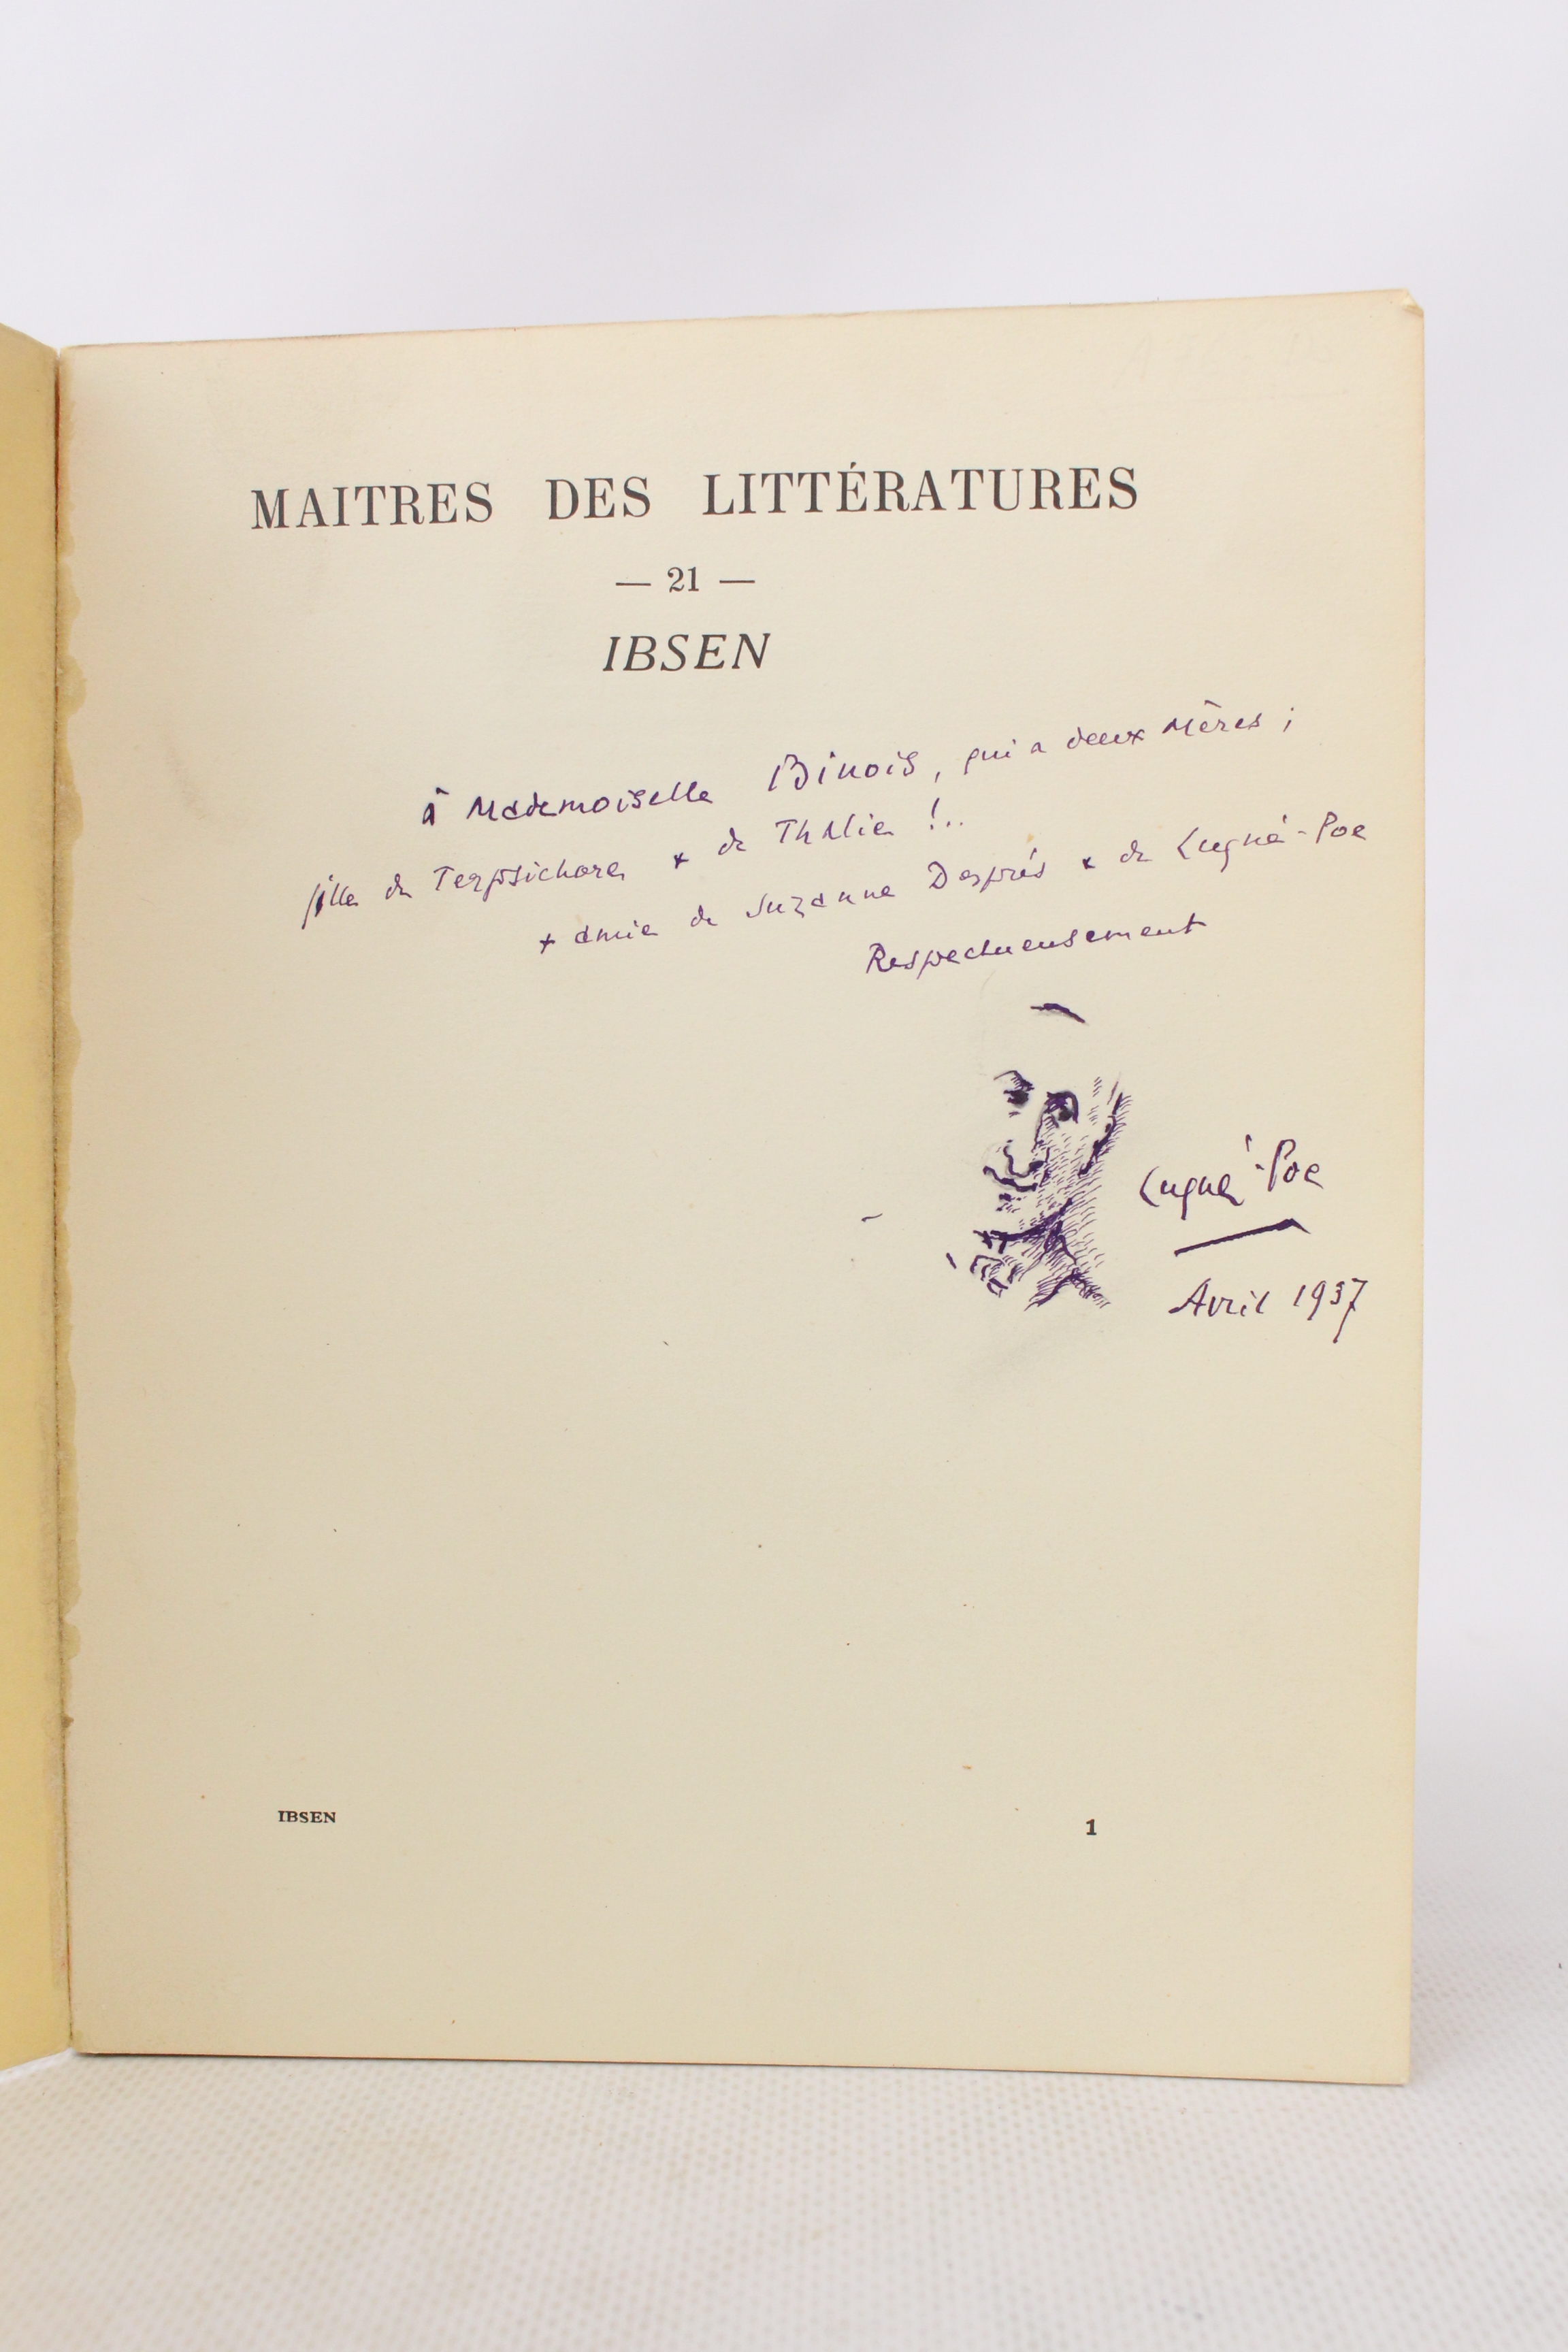 MAITRES DES LITTÉRATURES
— 21 —
IBSEN
à Mademoiselle Binois, qui a deux Mères ;
fille de Terpsichore & de Thalie !..
& amie de Suzanne Desprès & de Lugné-Poe
Respectueusement
Lugné-Poe
Avril 1937
IBSEN
1